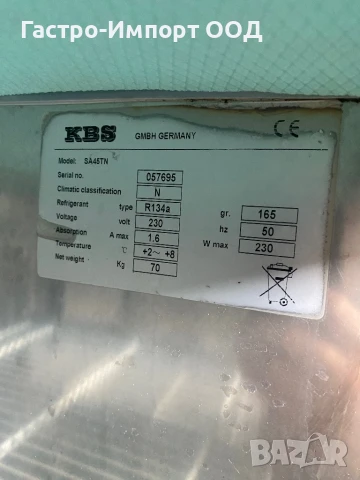 Гастро-Импорт ООД
KBS GMBH GERMANY CE
Model: SA45TN
Serial no. 057695
Climatic classification N
Refrigerant type R134a gr. 165
Voltage volt 230 hz 50
Absorption A max 1.6 W max 230
Temperature °C +2~ +8
Net weight Kg 70
BAZAR